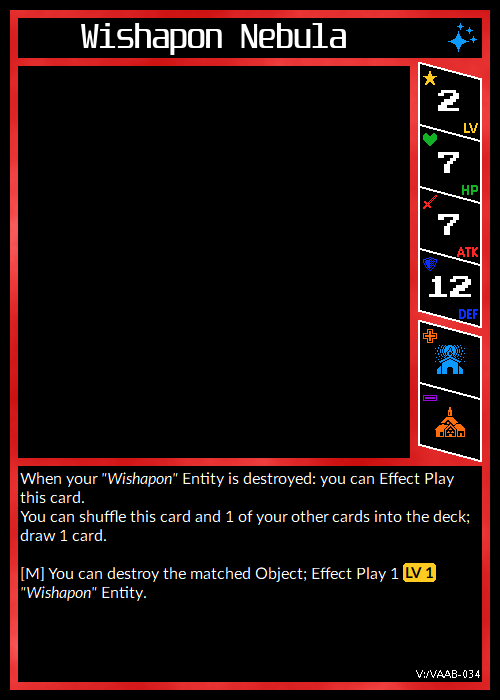 Wishapon Nebula
2
LV
7
HP
7
ATK
12
DEF
When your "Wishapon" Entity is destroyed: you can Effect Play
this card.
You can shuffle this card and 1 of your other cards into the deck;
draw 1 card.
[M] You can destroy the matched Object; Effect Play 1 LV 1
"Wishapon" Entity.
V:/VAAB-034